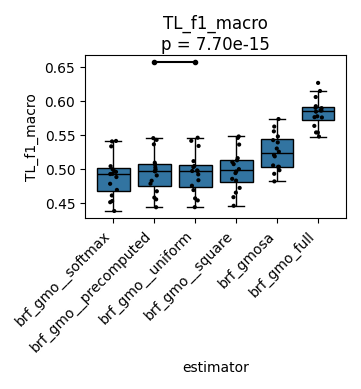 TL_f1_macro
p = 7.70e-15
TL_f1_macro
0.65
0.60
0.55
0.50
0.45
brf_gmo__softmax
brf_gmo__precomputed
brf_gmo__uniform
brf_gmo__square
brf_gmosa
brf_gmo_full
estimator